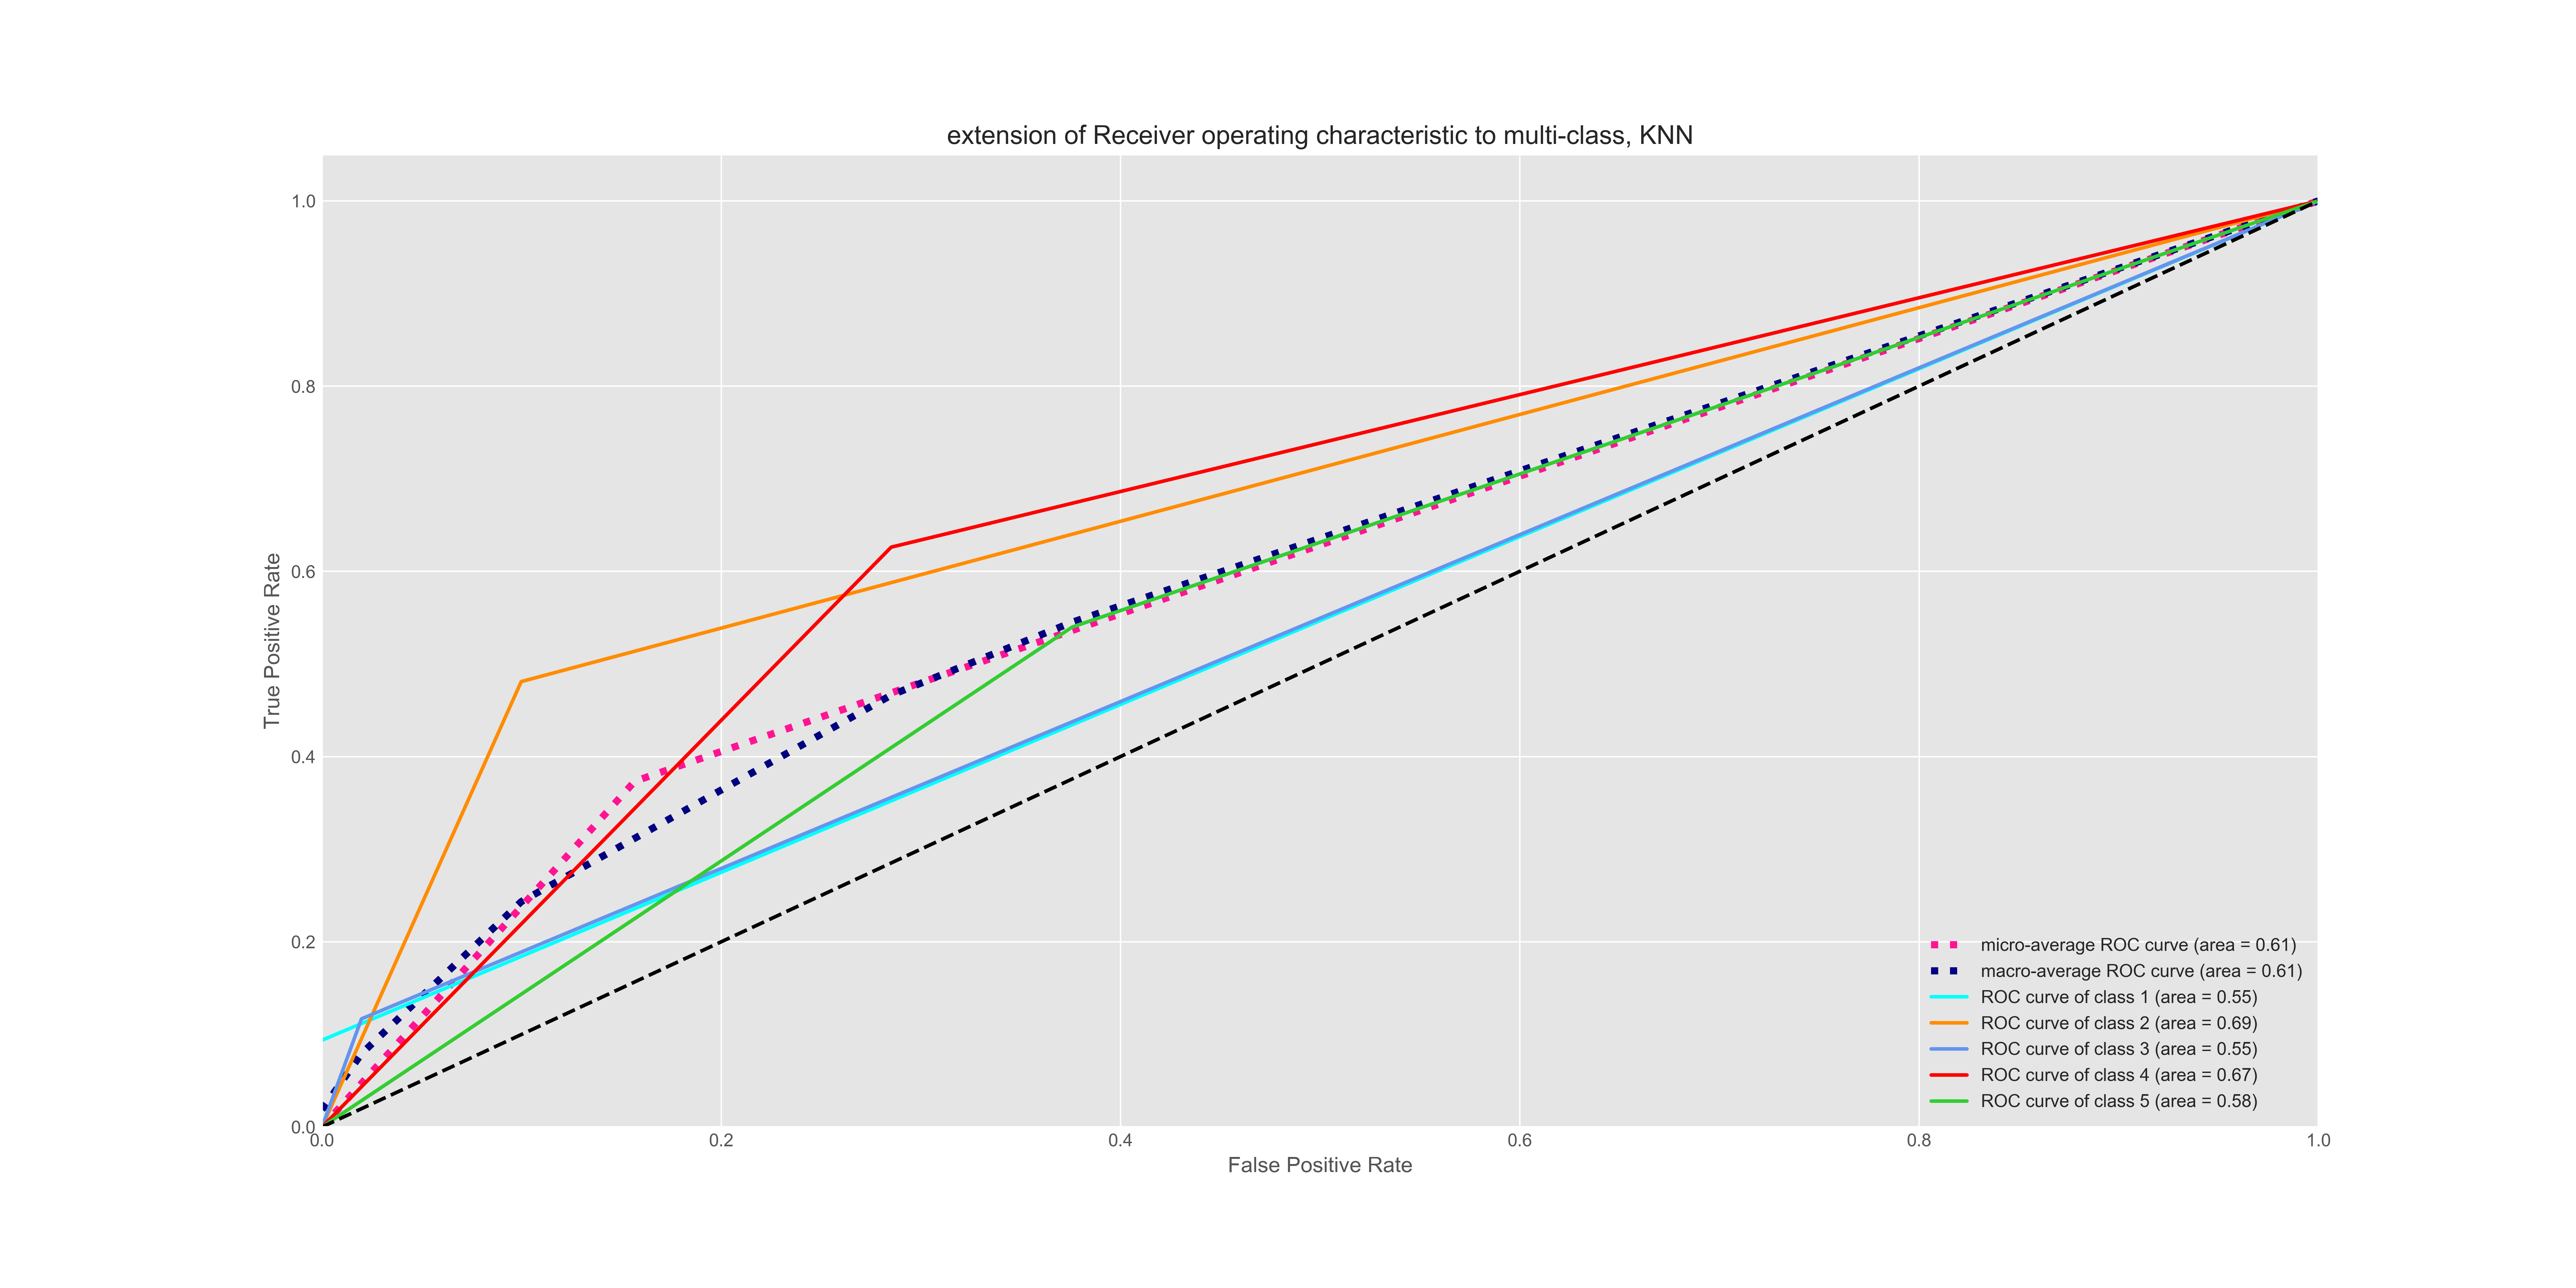 extension of Receiver operating characteristic to multi-class, KNN
True Positive Rate
1.0
0.8
0.6
0.4
0.2
0.0
0.0 0.2 0.4 0.6 0.8 1.0
False Positive Rate
micro-average ROC curve (area = 0.61)
macro-average ROC curve (area = 0.61)
ROC curve of class 1 (area = 0.55)
ROC curve of class 2 (area = 0.69)
ROC curve of class 3 (area = 0.55)
ROC curve of class 4 (area = 0.67)
ROC curve of class 5 (area = 0.58)